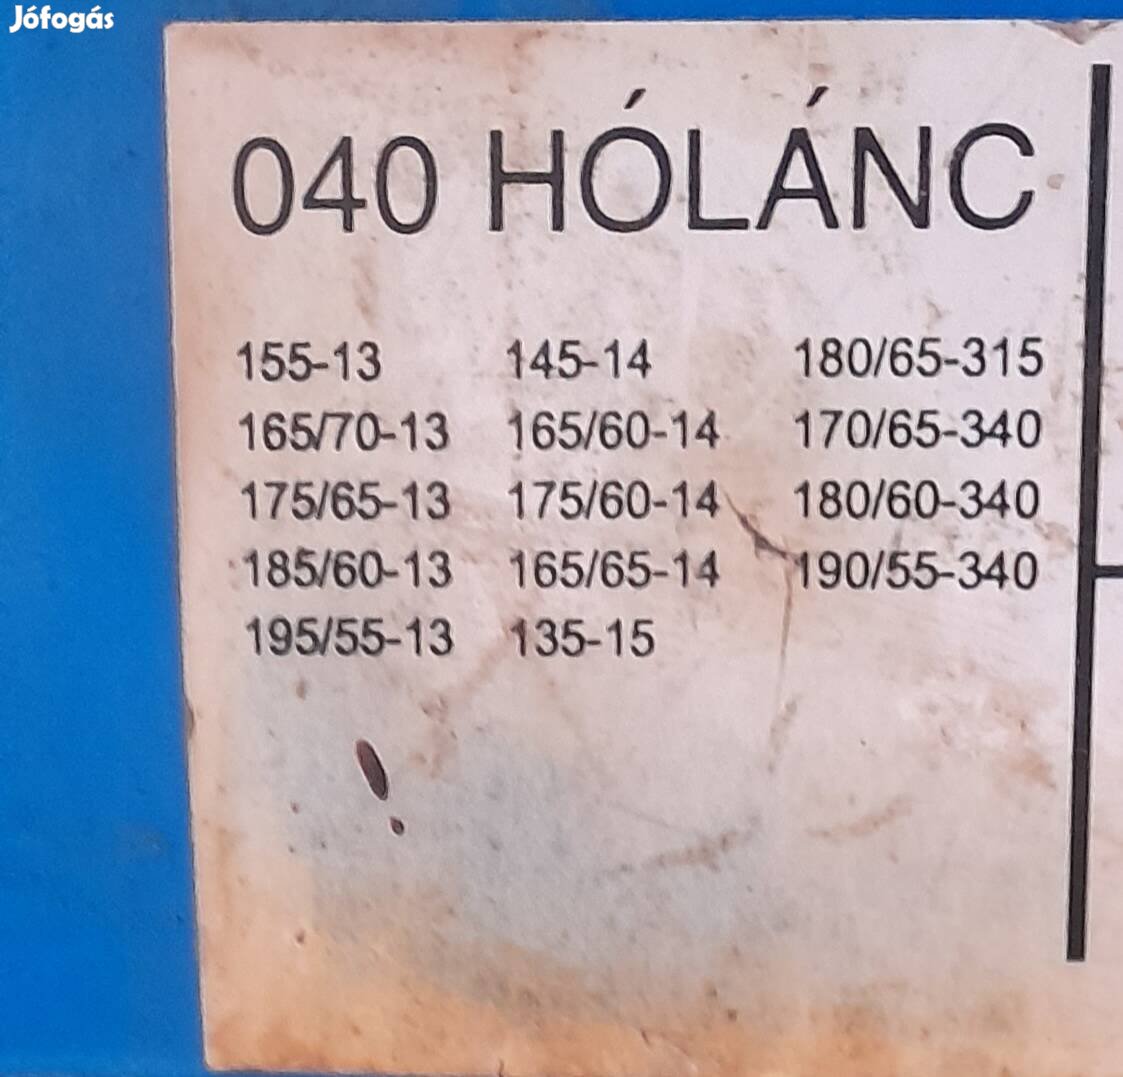 Jófogás
040 HÓLÁNC
155-13 145-14 180/65-315
165/70-13 165/60-14 170/65-340
175/65-13 175/60-14 180/60-340
185/60-13 165/65-14 190/55-340
195/55-13 135-15